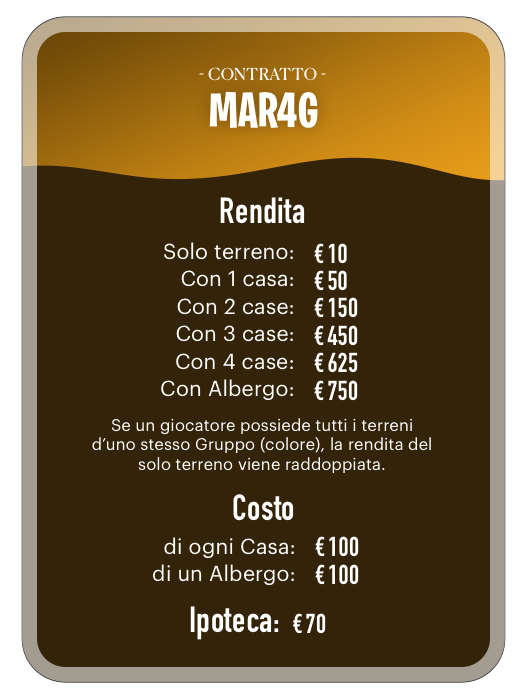 - CONTRATTO -
MAR4G
Rendita
Solo terreno: € 10
Con 1 casa: € 50
Con 2 case: € 150
Con 3 case: € 450
Con 4 case: € 625
Con Albergo: € 750
Se un giocatore possiede tutti i terreni
d'uno stesso Gruppo (colore), la rendita del
solo terreno viene raddoppiata.
Costo
di ogni Casa: € 100
di un Albergo: € 100
Ipoteca: € 70